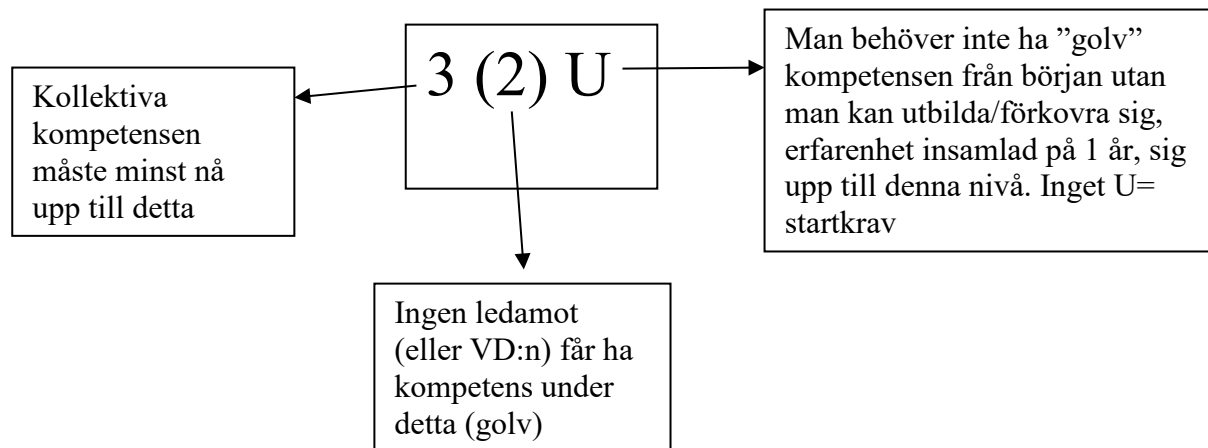 3 (2) U
Kollektiva
kompetensen
måste minst nå
upp till detta
Man behöver inte ha ”golv”
kompetensen från början utan
man kan utbilda/förkovra sig,
erfarenhet insamlad på 1 år, sig
upp till denna nivå. Inget U=
startkrav
Ingen ledamot
(eller VD:n) får ha
kompetens under
detta (golv)